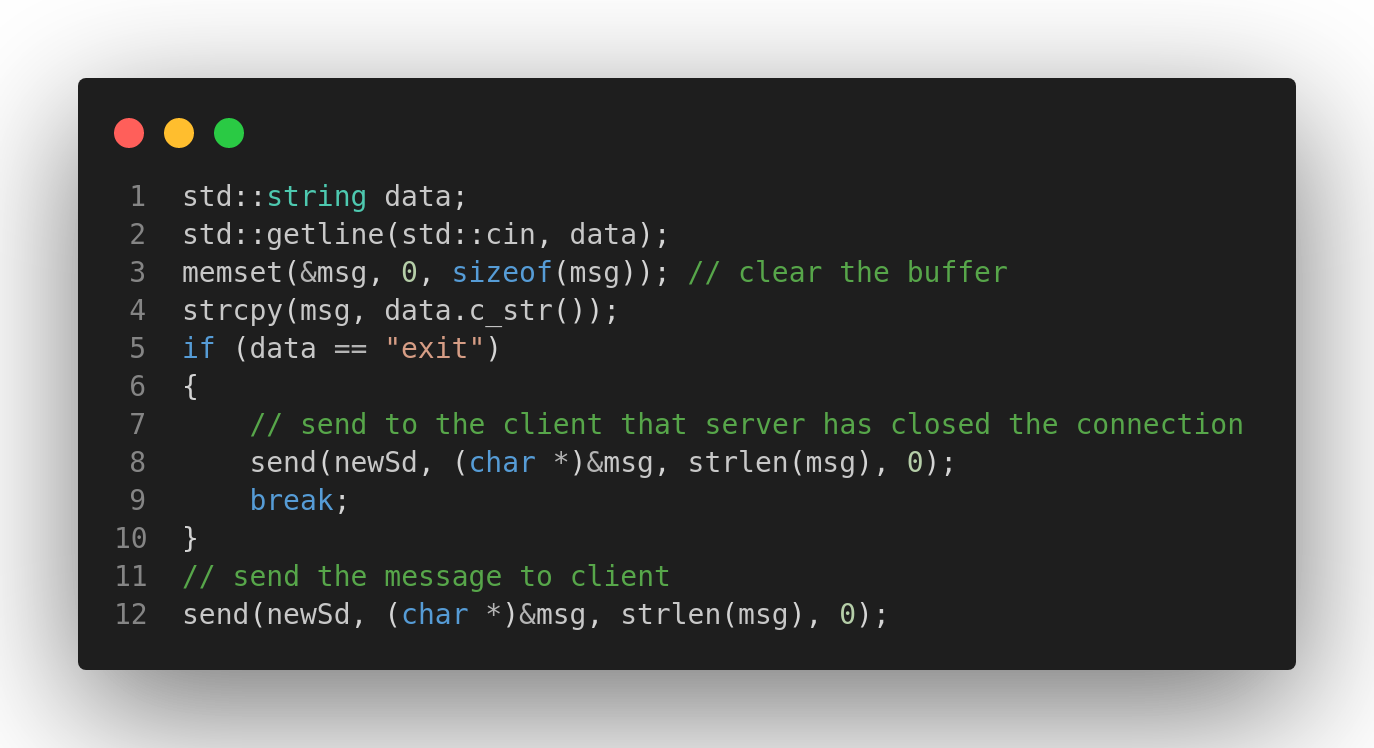 1 std::string data;
2 std::getline(std::cin, data);
3 memset(&msg, 0, sizeof(msg)); // clear the buffer
4 strcpy(msg, data.c_str());
5 if (data == "exit")
6 {
7     // send to the client that server has closed the connection
8     send(newSd, (char *)&msg, strlen(msg), 0);
9     break;
10 }
11 // send the message to client
12 send(newSd, (char *)&msg, strlen(msg), 0);